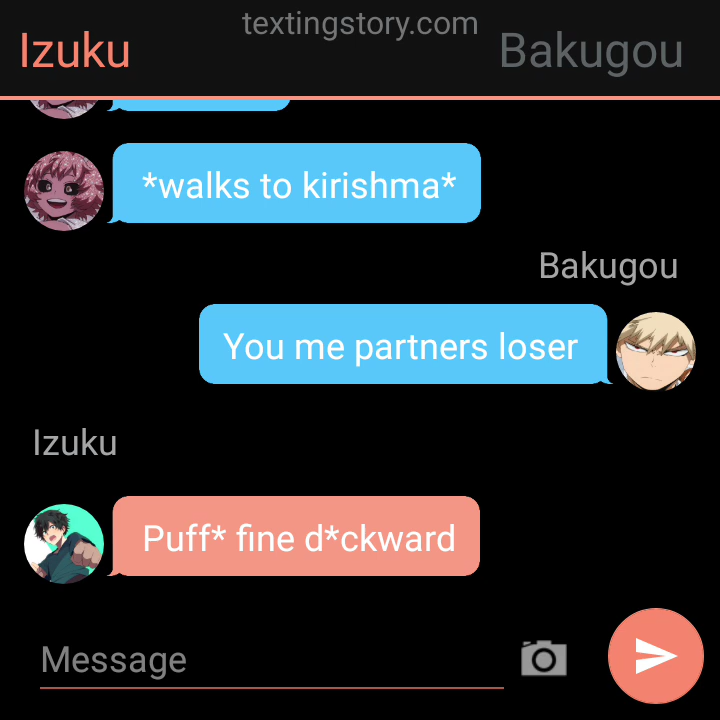 textingstory.com
Izuku
Bakugou
*walks to kirishma*
Bakugou
You me partners loser
Izuku
Puff* fine d*ckward
Message